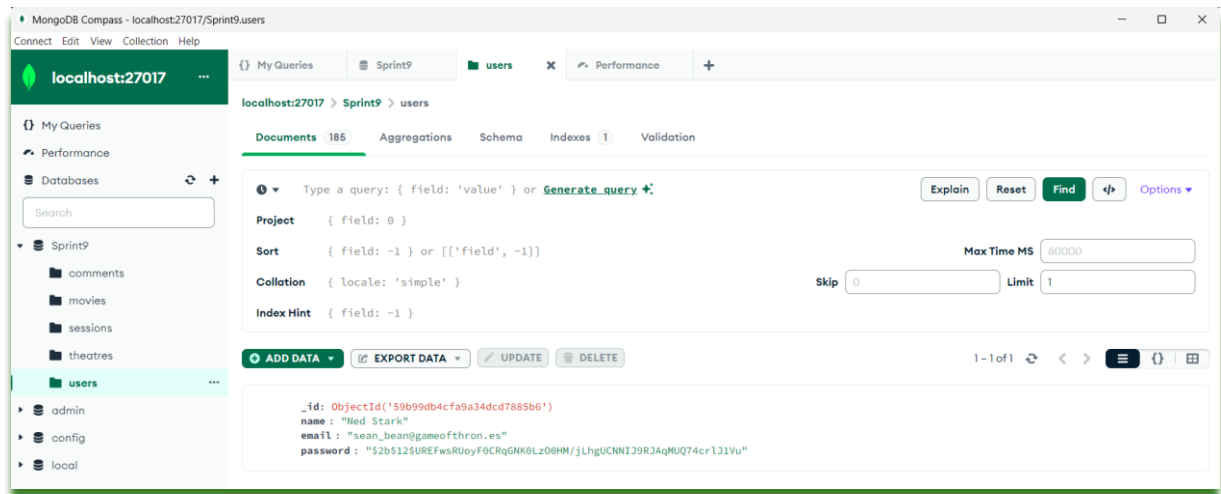 MongoDB Compass - localhost:27017/Sprint9.users
Connect Edit View Collection Help
localhost:27017 ...
{} My Queries
Performance
Databases
Search
Sprint9
comments
movies
sessions
theatres
users ...
admin
config
local
{} My Queries Sprint9 users Performance
localhost:27017 > Sprint9 > users
Documents 185 Aggregations Schema Indexes 1 Validation
Type a query: { field: 'value' } or Generate query Explain Reset Find </> Options
Project { field: 0 }
Sort { field: -1 } or [['field', -1]] Max Time MS 60000
Collation { locale: 'simple' } Skip 0 Limit 1
Index Hint { field: -1 }
ADD DATA EXPORT DATA UPDATE DELETE 1-1 of 1 {}
_id: ObjectId('59b99db4cfa9a34dcd7885b6')
name : "Ned Stark"
email : "sean_bean@gameofthron.es"
password : "$2b$12$UREFwsRUoyF0CRqGNK0LzO0HM/jLhgUCNNIJ9RJAqMUQ74crlJ1Vu"